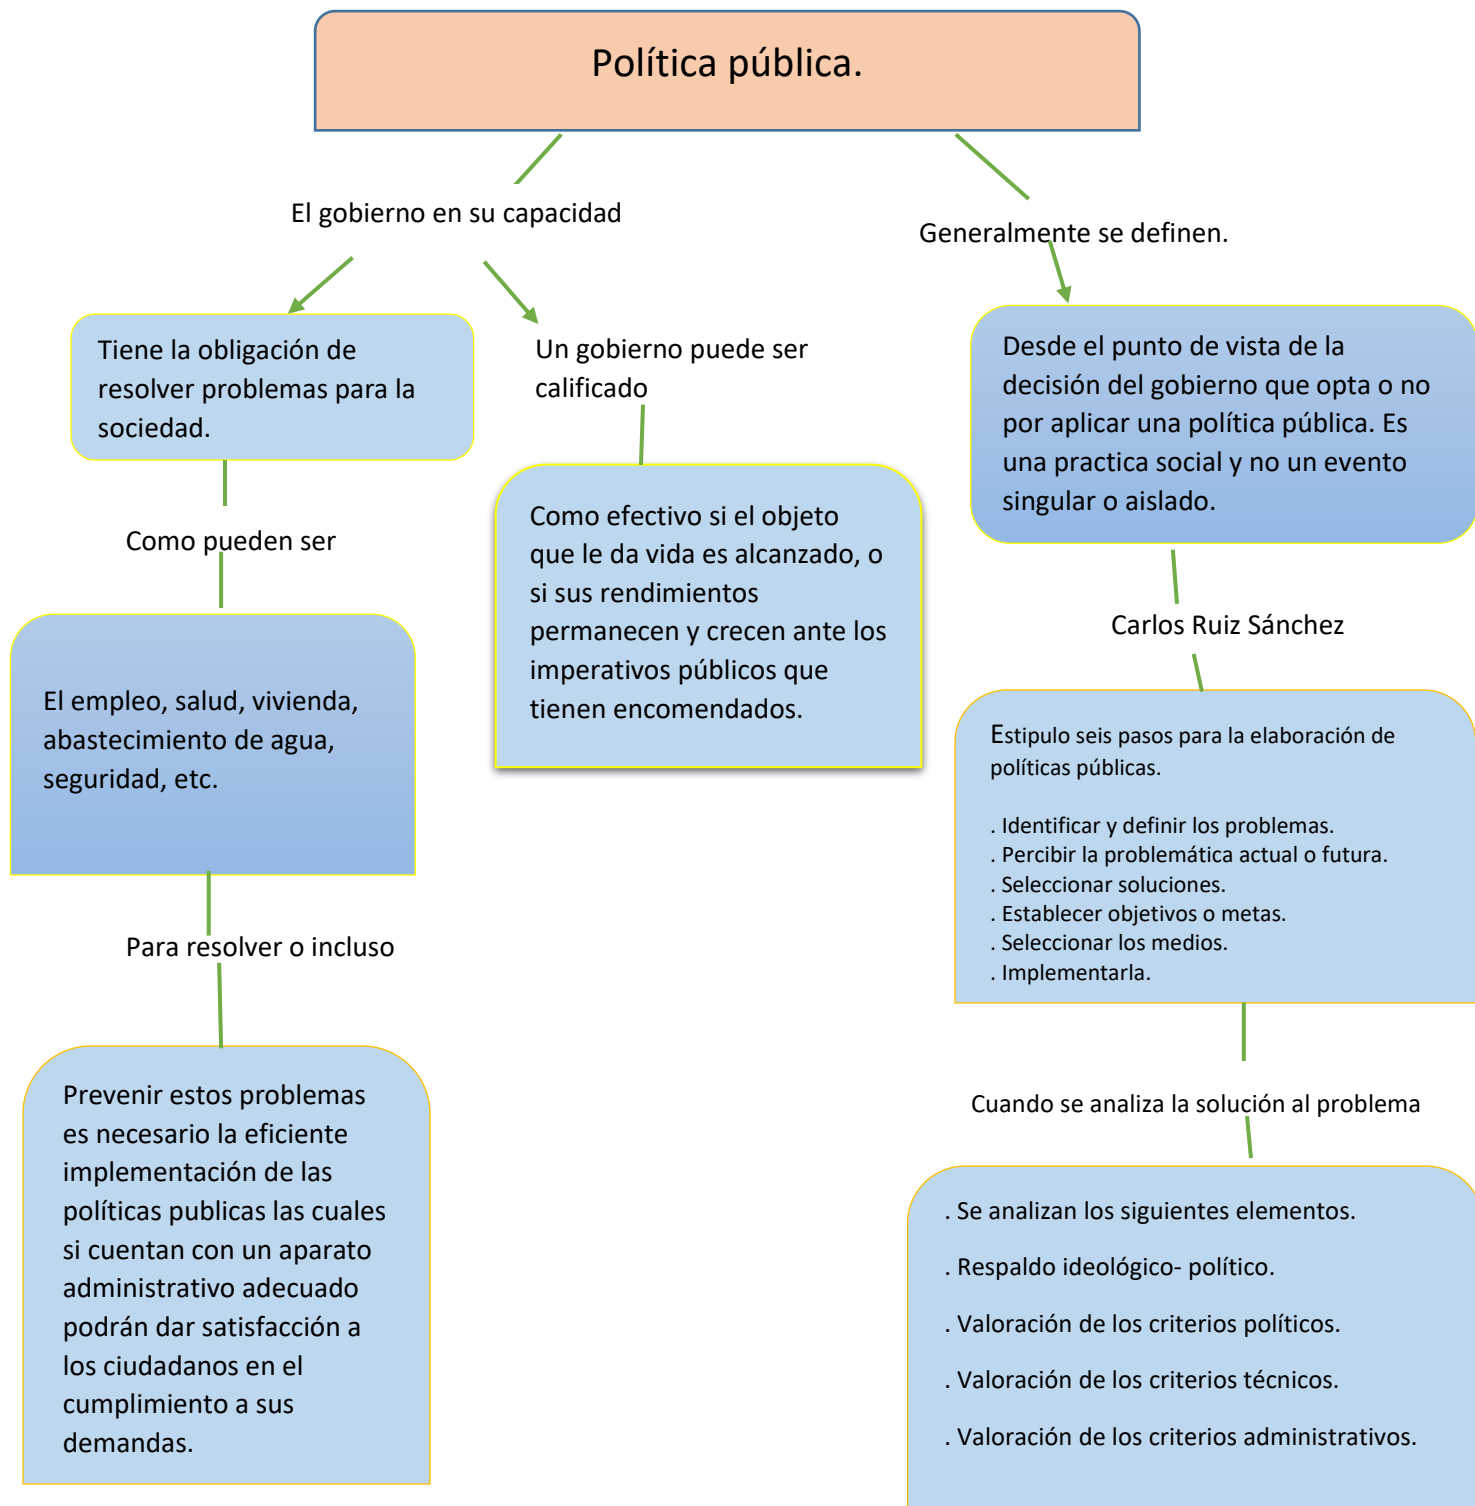 Política pública.
El gobierno en su capacidad
Generalmente se definen.
Tiene la obligación de
resolver problemas para la
sociedad.
Un gobierno puede ser
calificado
Desde el punto de vista de la
decisión del gobierno que opta o no
por aplicar una política pública. Es
una practica social y no un evento
singular o aislado.
Como pueden ser
Como efectivo si el objeto
que le da vida es alcanzado, o
si sus rendimientos
permanecen y crecen ante los
imperativos públicos que
tienen encomendados.
Carlos Ruiz Sánchez
El empleo, salud, vivienda,
abastecimiento de agua,
seguridad, etc.
Estipulo seis pasos para la elaboración de
políticas públicas.
. Identificar y definir los problemas.
. Percibir la problemática actual o futura.
. Seleccionar soluciones.
. Establecer objetivos o metas.
. Seleccionar los medios.
. Implementarla.
Para resolver o incluso
Prevenir estos problemas
es necesario la eficiente
implementación de las
políticas publicas las cuales
si cuentan con un aparato
administrativo adecuado
podrán dar satisfacción a
los ciudadanos en el
cumplimiento a sus
demandas.
Cuando se analiza la solución al problema
. Se analizan los siguientes elementos.
. Respaldo ideológico- político.
. Valoración de los criterios políticos.
. Valoración de los criterios técnicos.
. Valoración de los criterios administrativos.